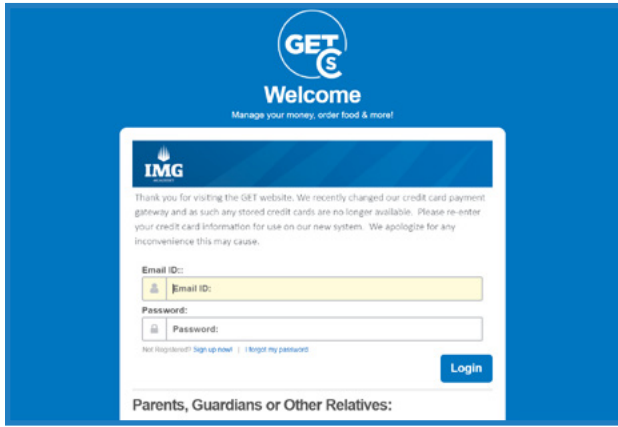 GET
CS
Welcome
Manage your money, order food & more!
IMG
ACADEMY
Thank you for visiting the GET website. We recently changed our credit card payment
gateway and as such any stored credit cards are no longer available.  Please re-enter
your credit card information for use on our new system.  We apologize for any
inconvenience this may cause.
Email ID::
Email ID:
Password:
Password:
Not Registered? Sign up now! | I forgot my password
Login
Parents, Guardians or Other Relatives: